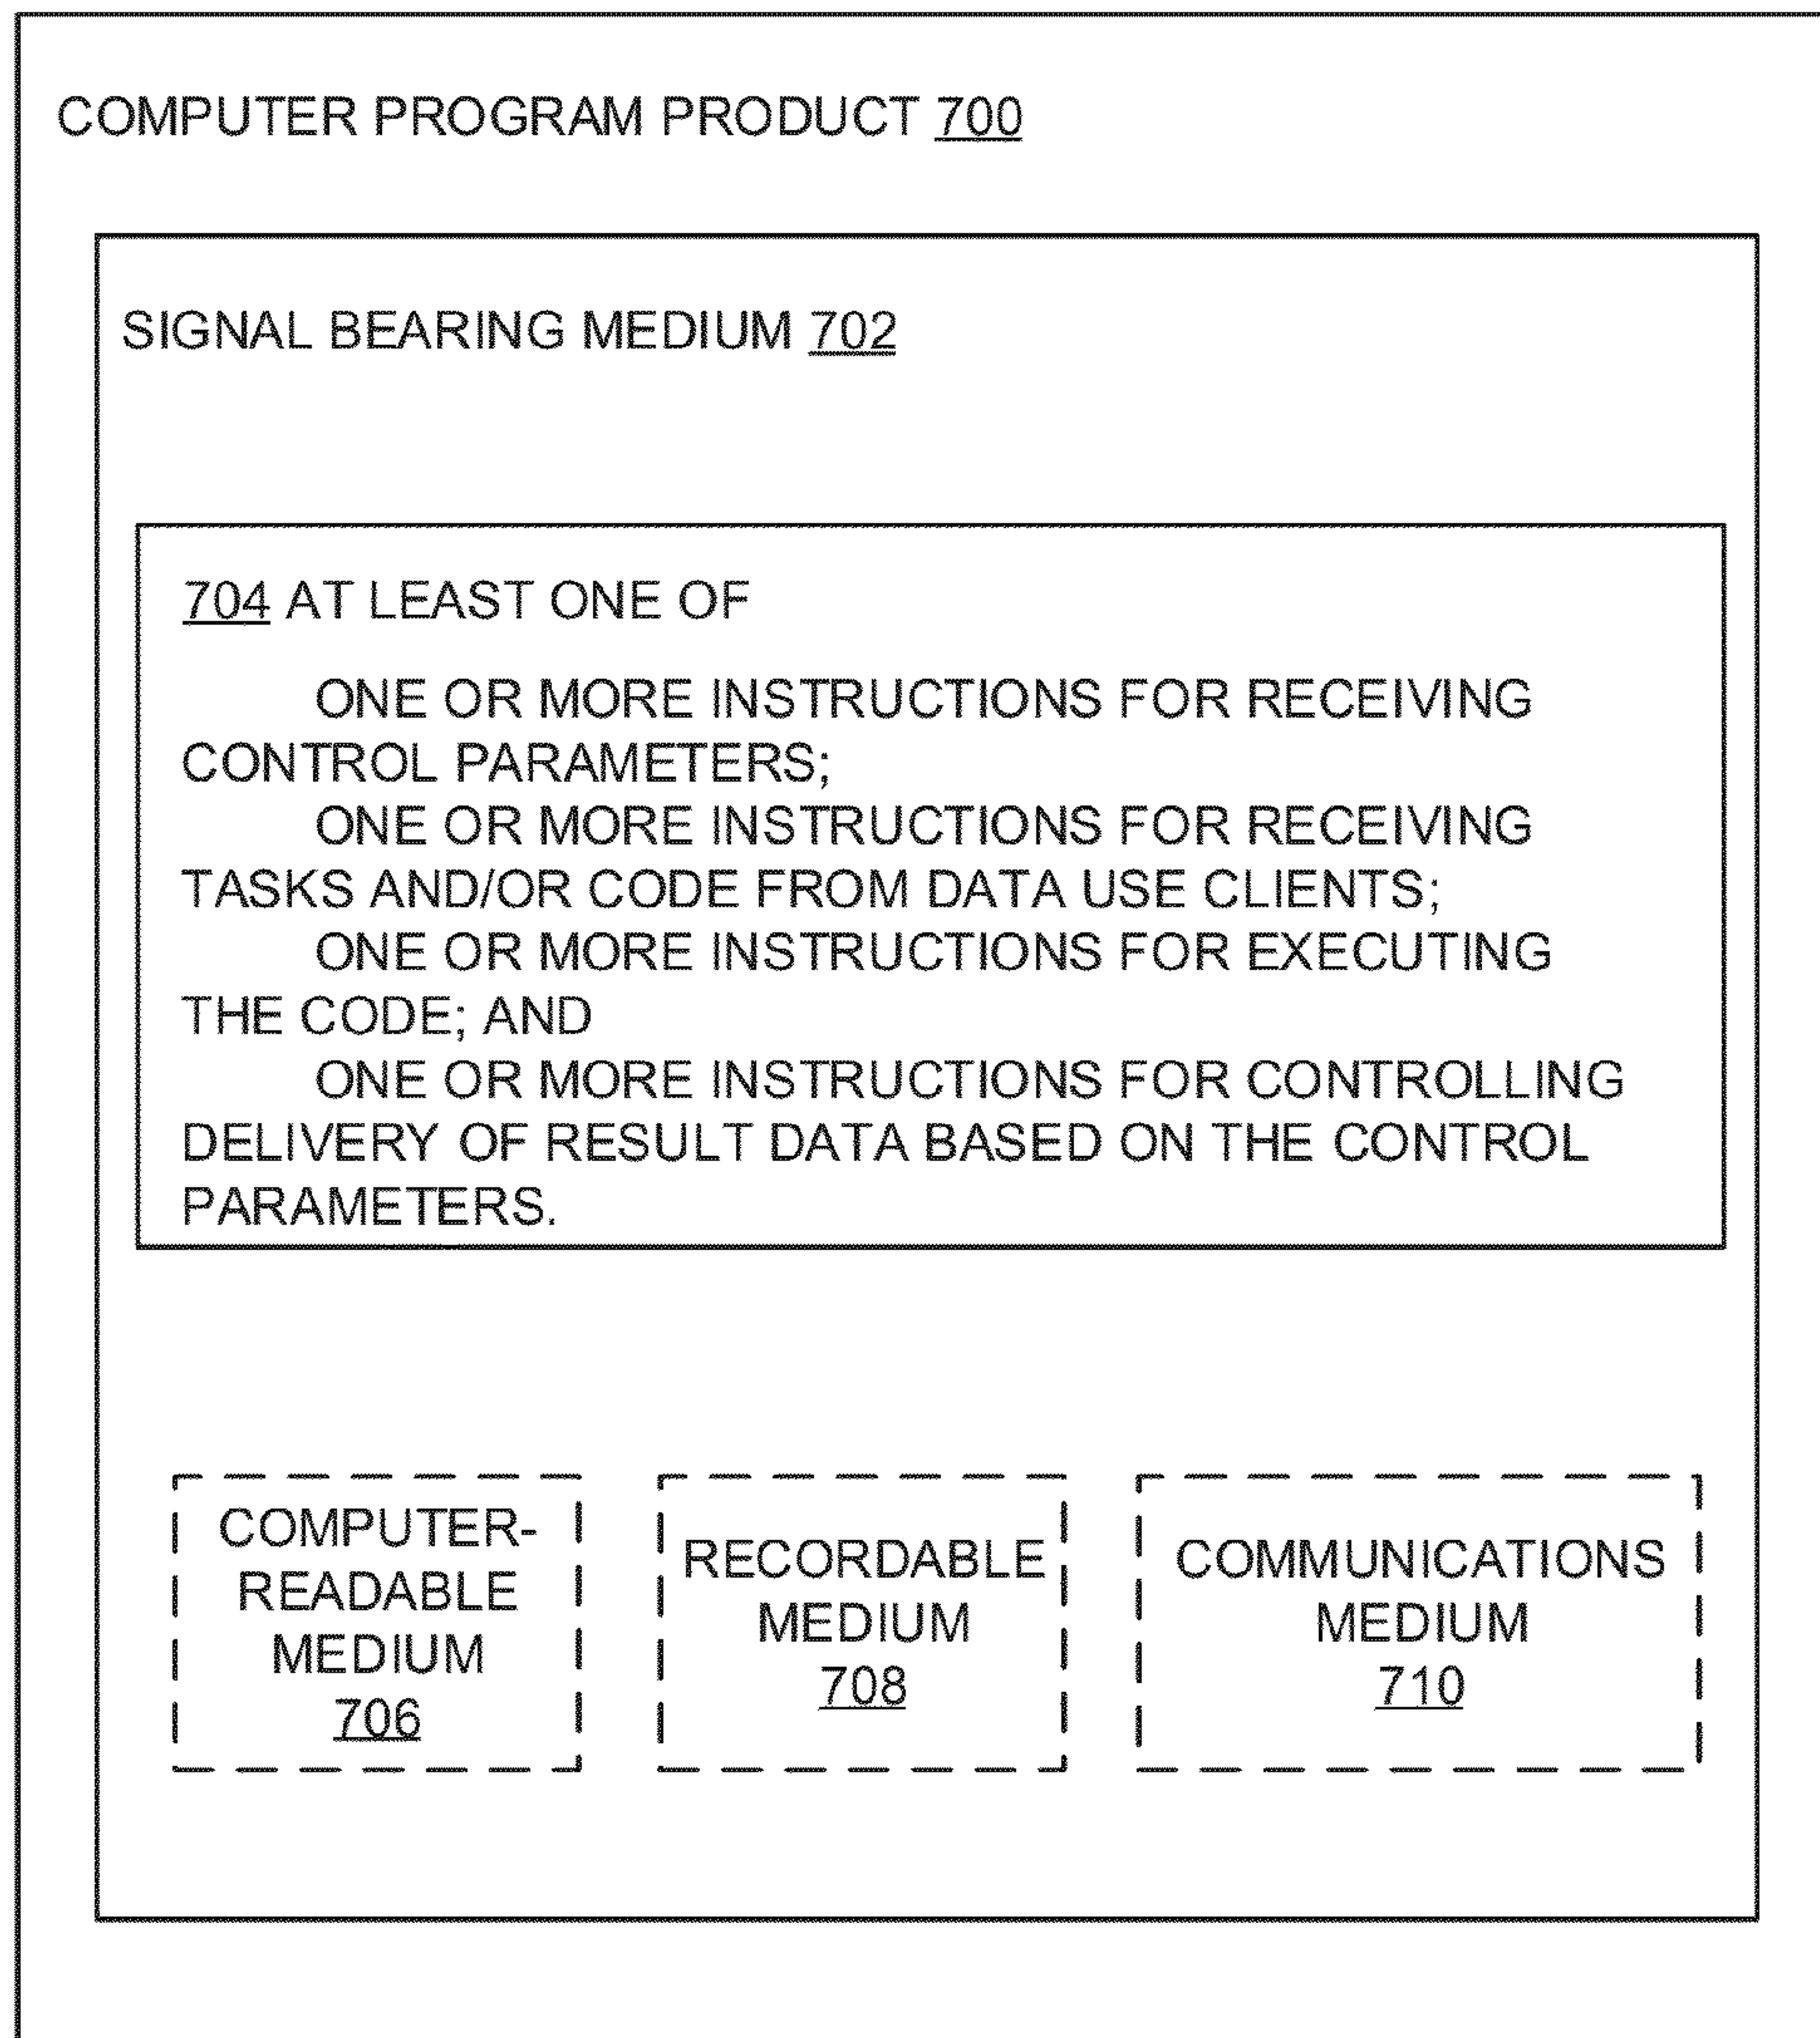 COMPUTER PROGRAM PRODUCT 700
SIGNAL BEARING MEDIUM 702
704 AT LEAST ONE OF
ONE OR MORE INSTRUCTIONS FOR RECEIVING
CONTROL PARAMETERS;
ONE OR MORE INSTRUCTIONS FOR RECEIVING
TASKS AND/OR CODE FROM DATA USE CLIENTS;
ONE OR MORE INSTRUCTIONS FOR EXECUTING
THE CODE; AND
ONE OR MORE INSTRUCTIONS FOR CONTROLLING
DELIVERY OF RESULT DATA BASED ON THE CONTROL
PARAMETERS.
COMPUTER-
READABLE
MEDIUM
706
RECORDABLE
MEDIUM
708
COMMUNICATIONS
MEDIUM
710